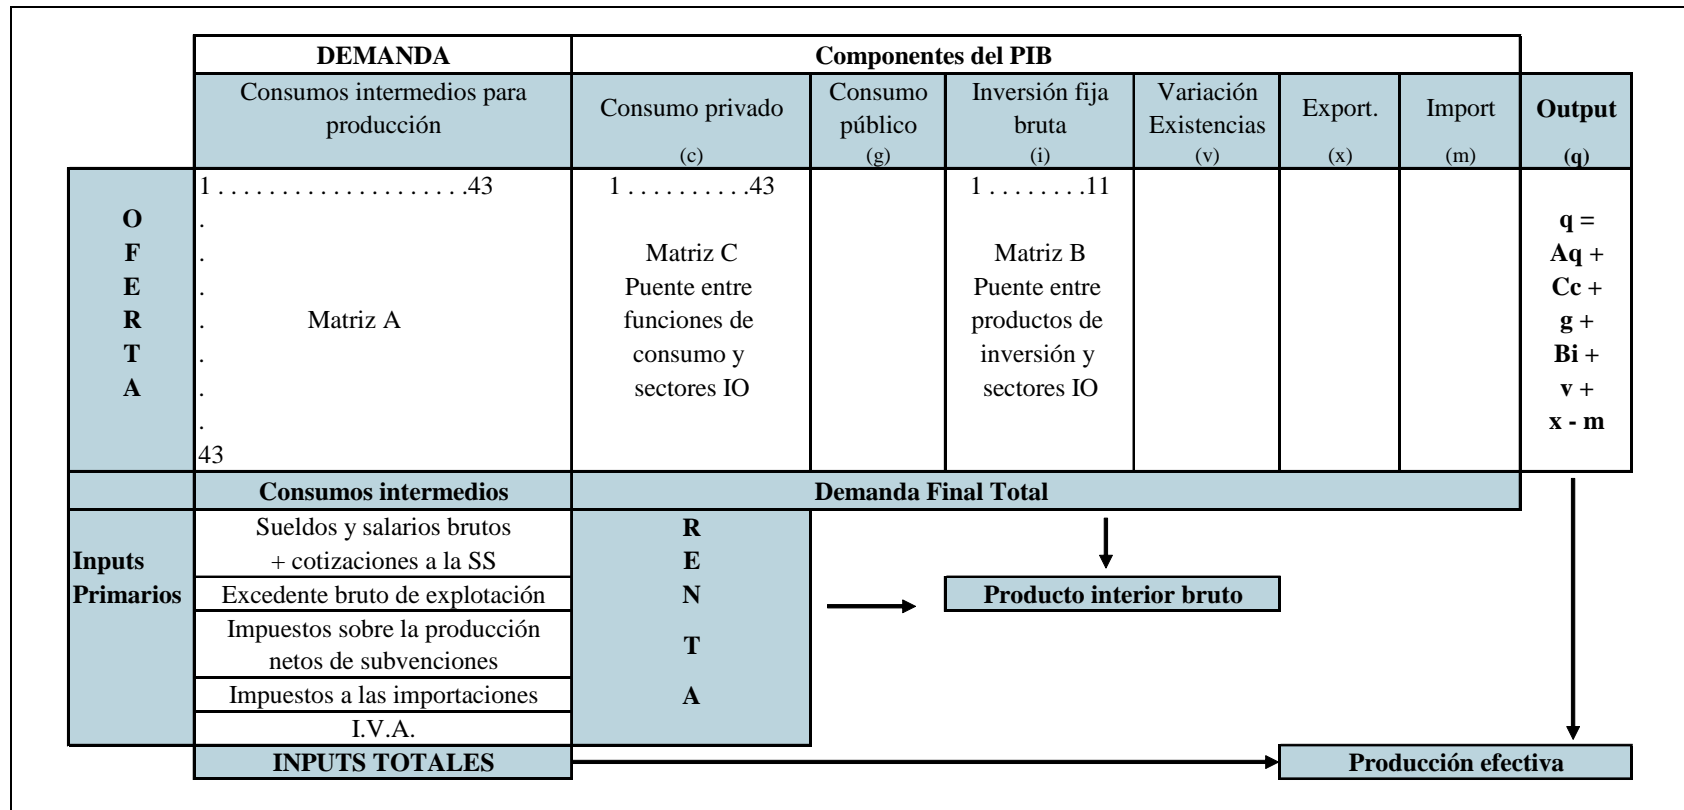 DEMANDA
Componentes del PIB
Consumos intermedios para
producción
Consumo privado
(c)
Consumo
público
(g)
Inversión fija
bruta
(i)
Variación
Existencias
(v)
Export.
(x)
Import
(m)
Output
(q)
O
F
E
R
T
A
1 . . . . . . . . . . . . . . . . . . . .43
.
.
.
.
Matriz A
.
.
.
43
1 . . . . . . . . . .43
Matriz C
Puente entre
funciones de
consumo y
sectores IO
1 . . . . . . . .11
Matriz B
Puente entre
productos de
inversión y
sectores IO
q =
Aq +
Cc +
g +
Bi +
v +
x - m
Consumos intermedios
Demanda Final Total
Inputs
Primarios
Sueldos y salarios brutos
+ cotizaciones a la SS
Excedente bruto de explotación
Impuestos sobre la producción
netos de subvenciones
Impuestos a las importaciones
I.V.A.
R
E
N
T
A
Producto interior bruto
INPUTS TOTALES
Producción efectiva